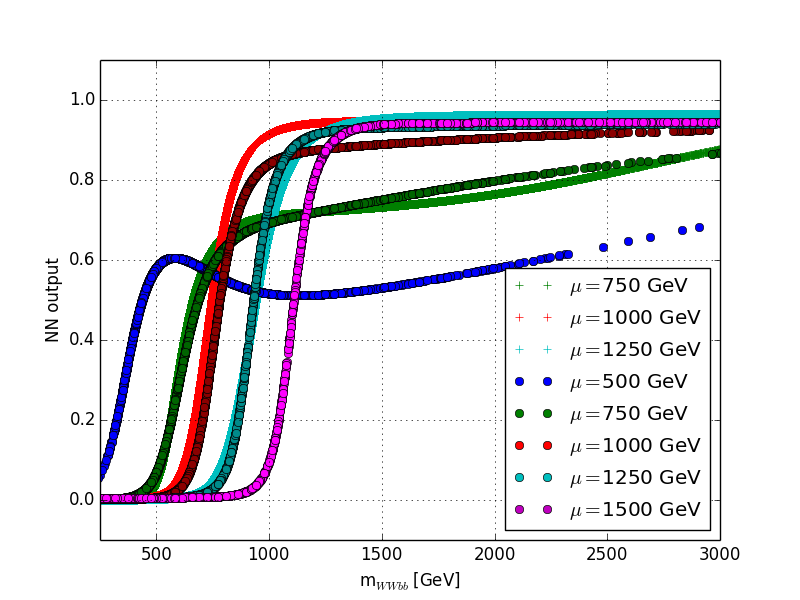 1.0
0.8
0.6
0.4
0.2
0.0
NN output
500 1000 1500 2000 2500 3000
m_WWbb [GeV]
μ=750 GeV
μ=1000 GeV
μ=1250 GeV
μ=500 GeV
μ=750 GeV
μ=1000 GeV
μ=1250 GeV
μ=1500 GeV